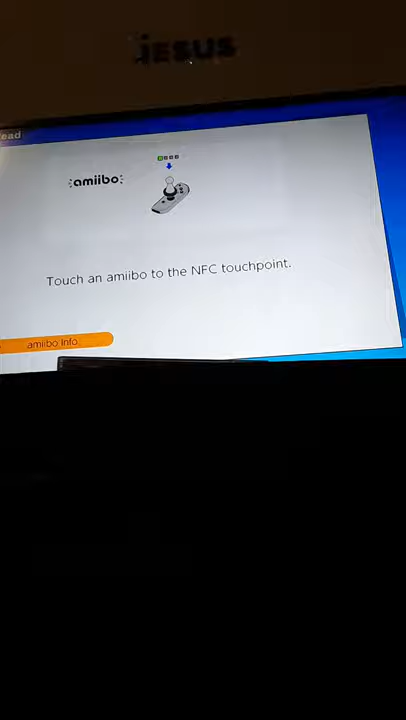 JESUS
ead
amiibo
Touch an amiibo to the NFC touchpoint.
amiibo Info.